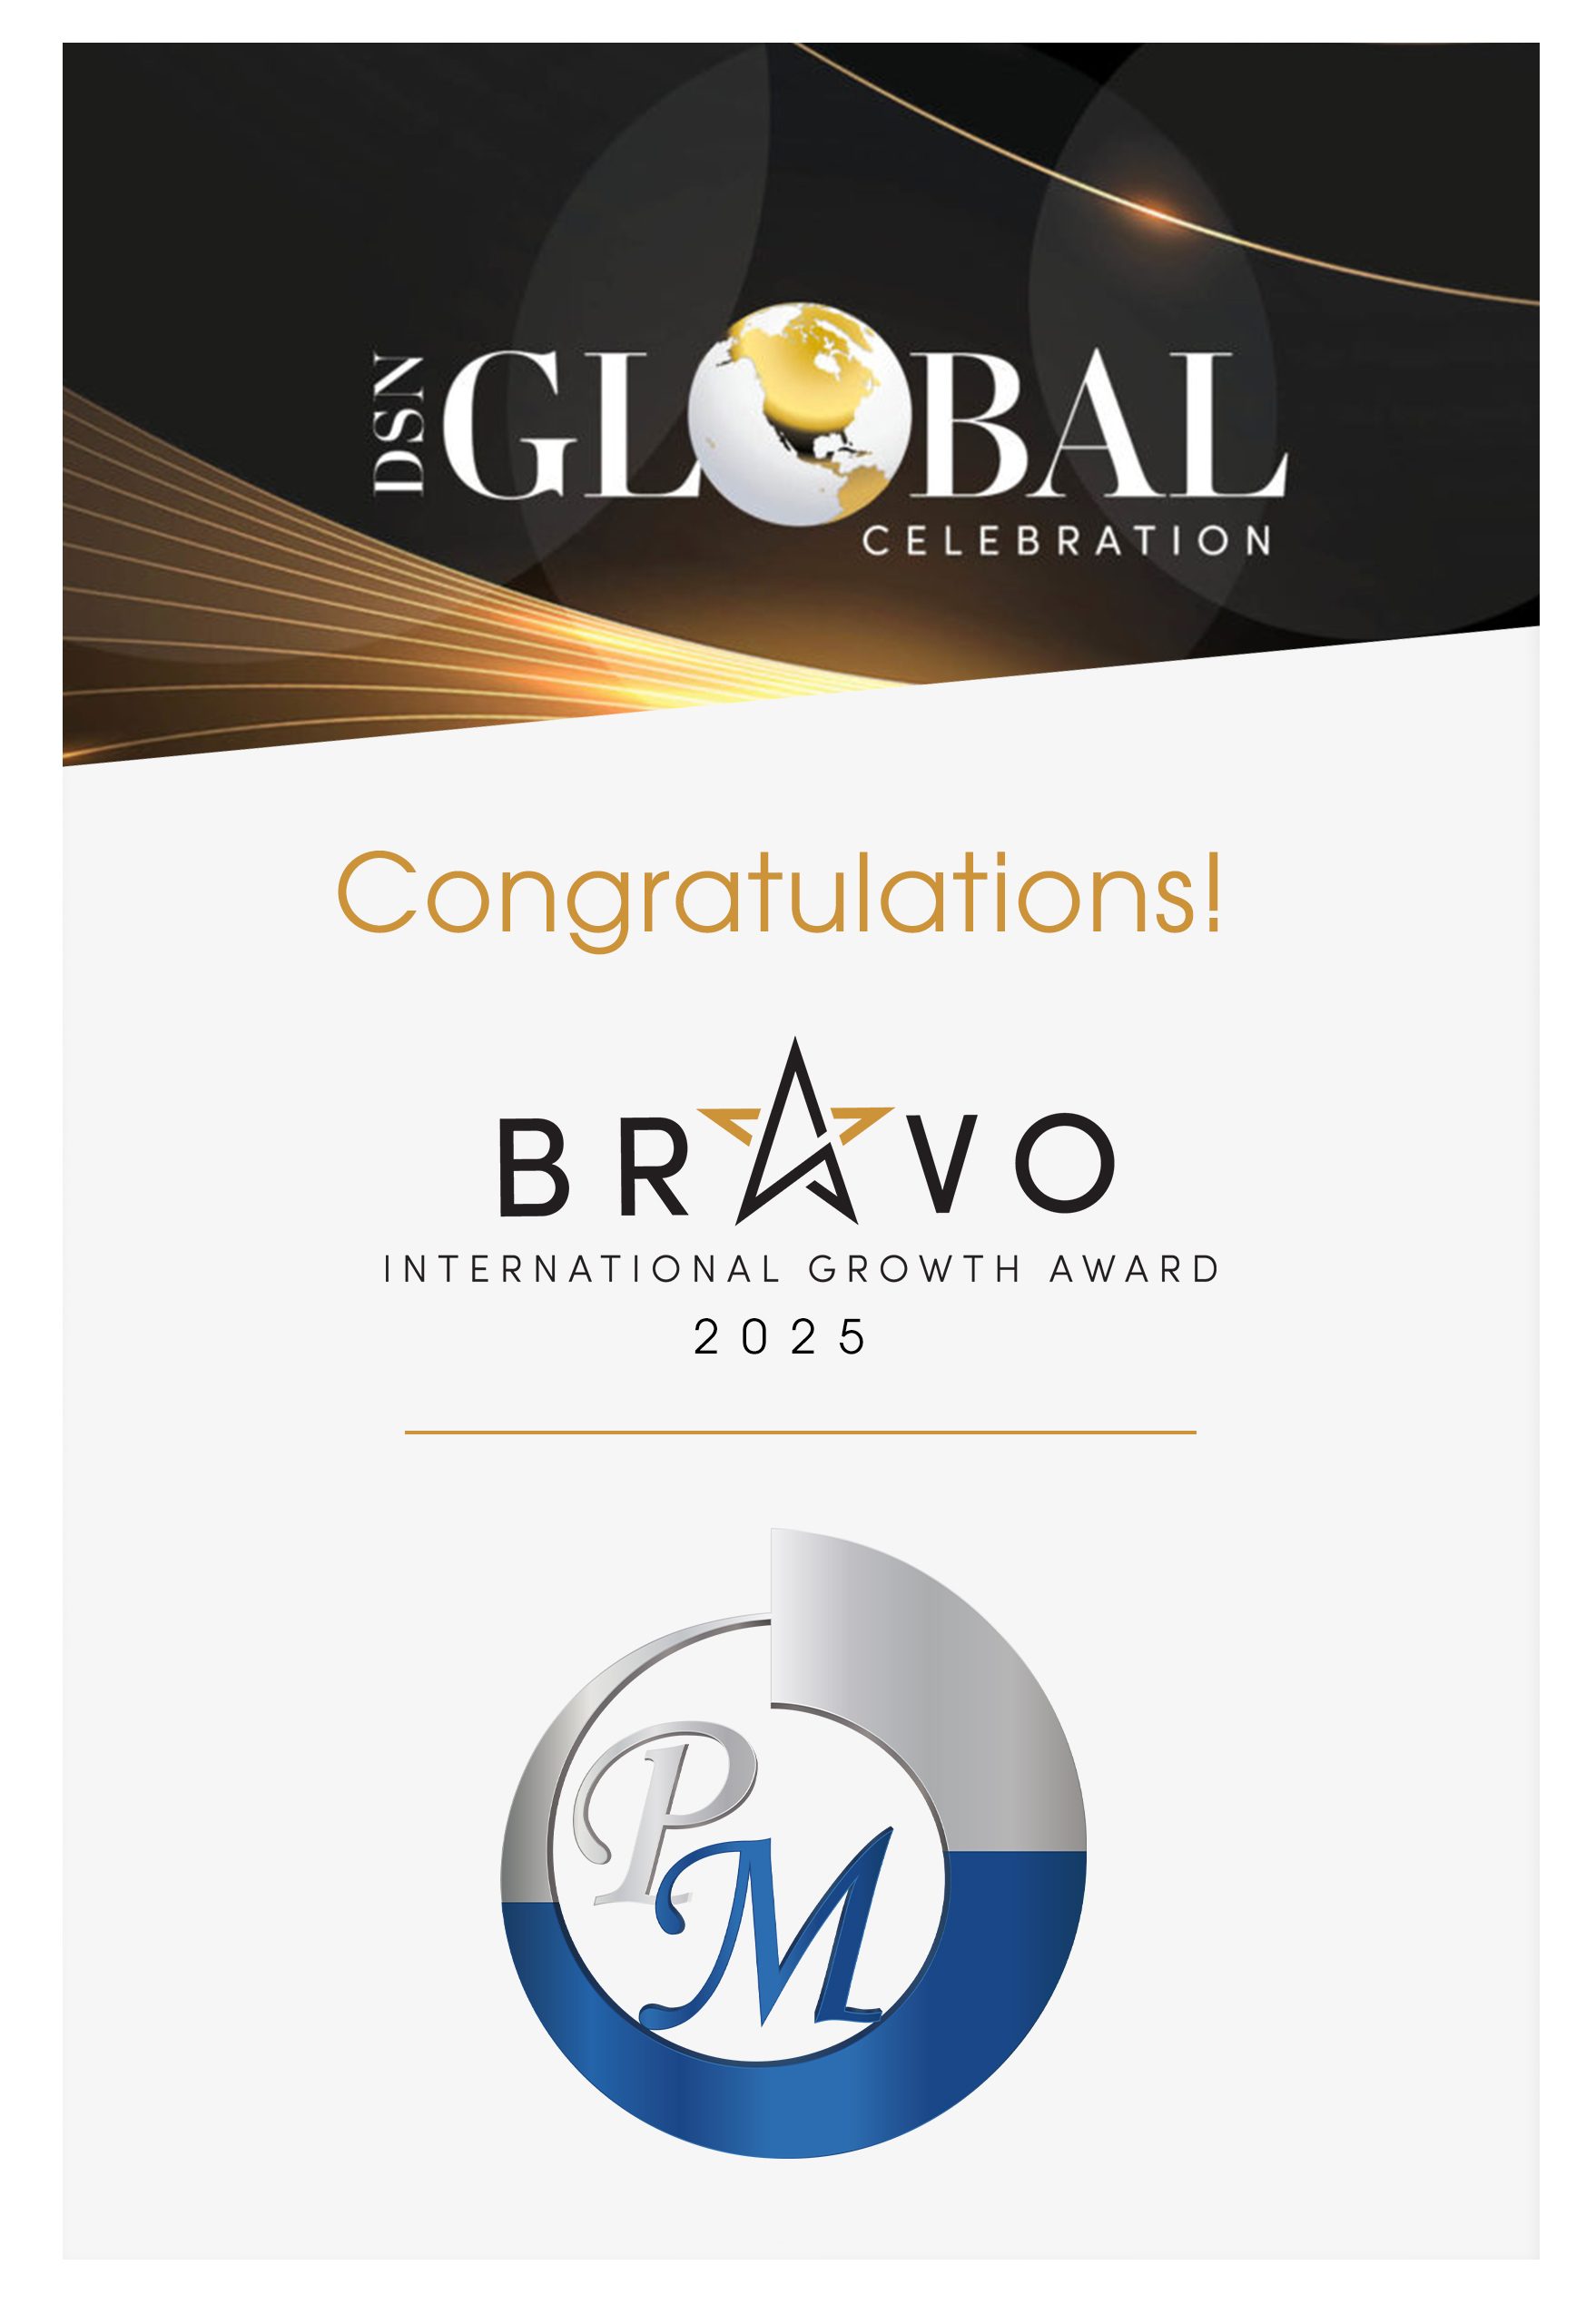 DSN GLOBAL
CELEBRATION
Congratulations!
BRAVO
INTERNATIONAL GROWTH AWARD
2025
PM